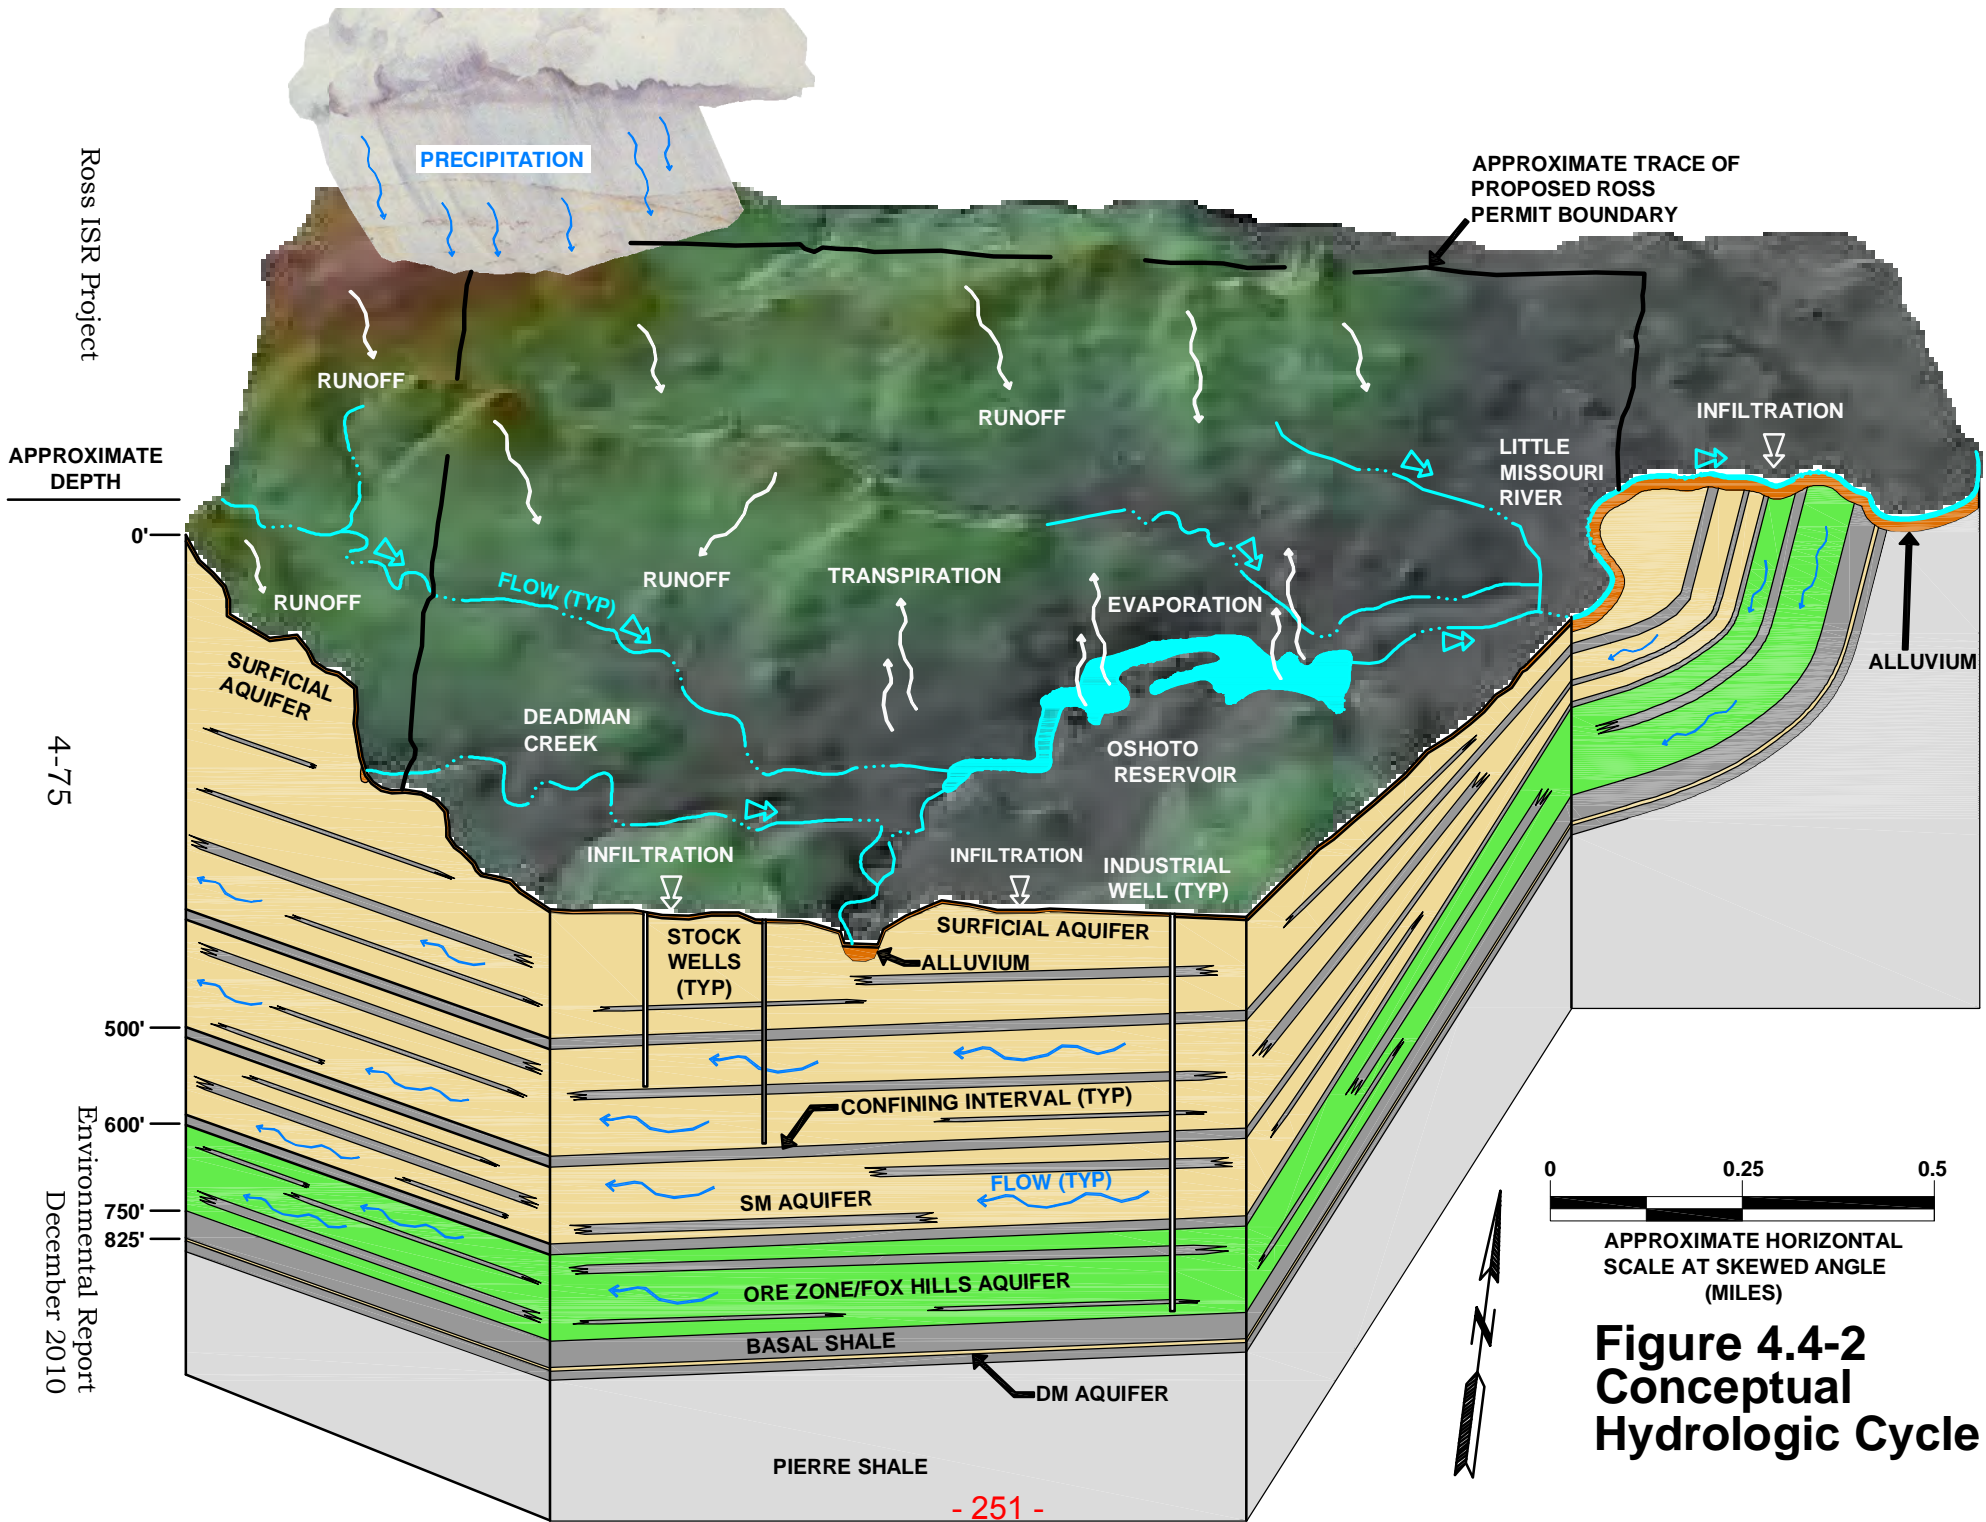 PRECIPITATION
APPROXIMATE TRACE OF
PROPOSED ROSS
PERMIT BOUNDARY
Ross ISR Project
RUNOFF
RUNOFF
INFILTRATION
LITTLE
MISSOURI
RIVER
APPROXIMATE
DEPTH
0'
FLOW (TYP)
RUNOFF
RUNOFF
TRANSPIRATION
EVAPORATION
ALLUVIUM
SURFICIAL
AQUIFER
DEADMAN
CREEK
OSHOTO
RESERVOIR
4-75
INFILTRATION
INFILTRATION
INDUSTRIAL
WELL (TYP)
STOCK
WELLS
(TYP)
SURFICIAL AQUIFER
ALLUVIUM
500'
CONFINING INTERVAL (TYP)
600'
SM AQUIFER
FLOW (TYP)
750'
825'
ORE ZONE/FOX HILLS AQUIFER
BASAL SHALE
DM AQUIFER
PIERRE SHALE
0 0.25 0.5
APPROXIMATE HORIZONTAL
SCALE AT SKEWED ANGLE
(MILES)
N
Figure 4.4-2
Conceptual
Hydrologic Cycle
Environmental Report
December 2010
- 251 -